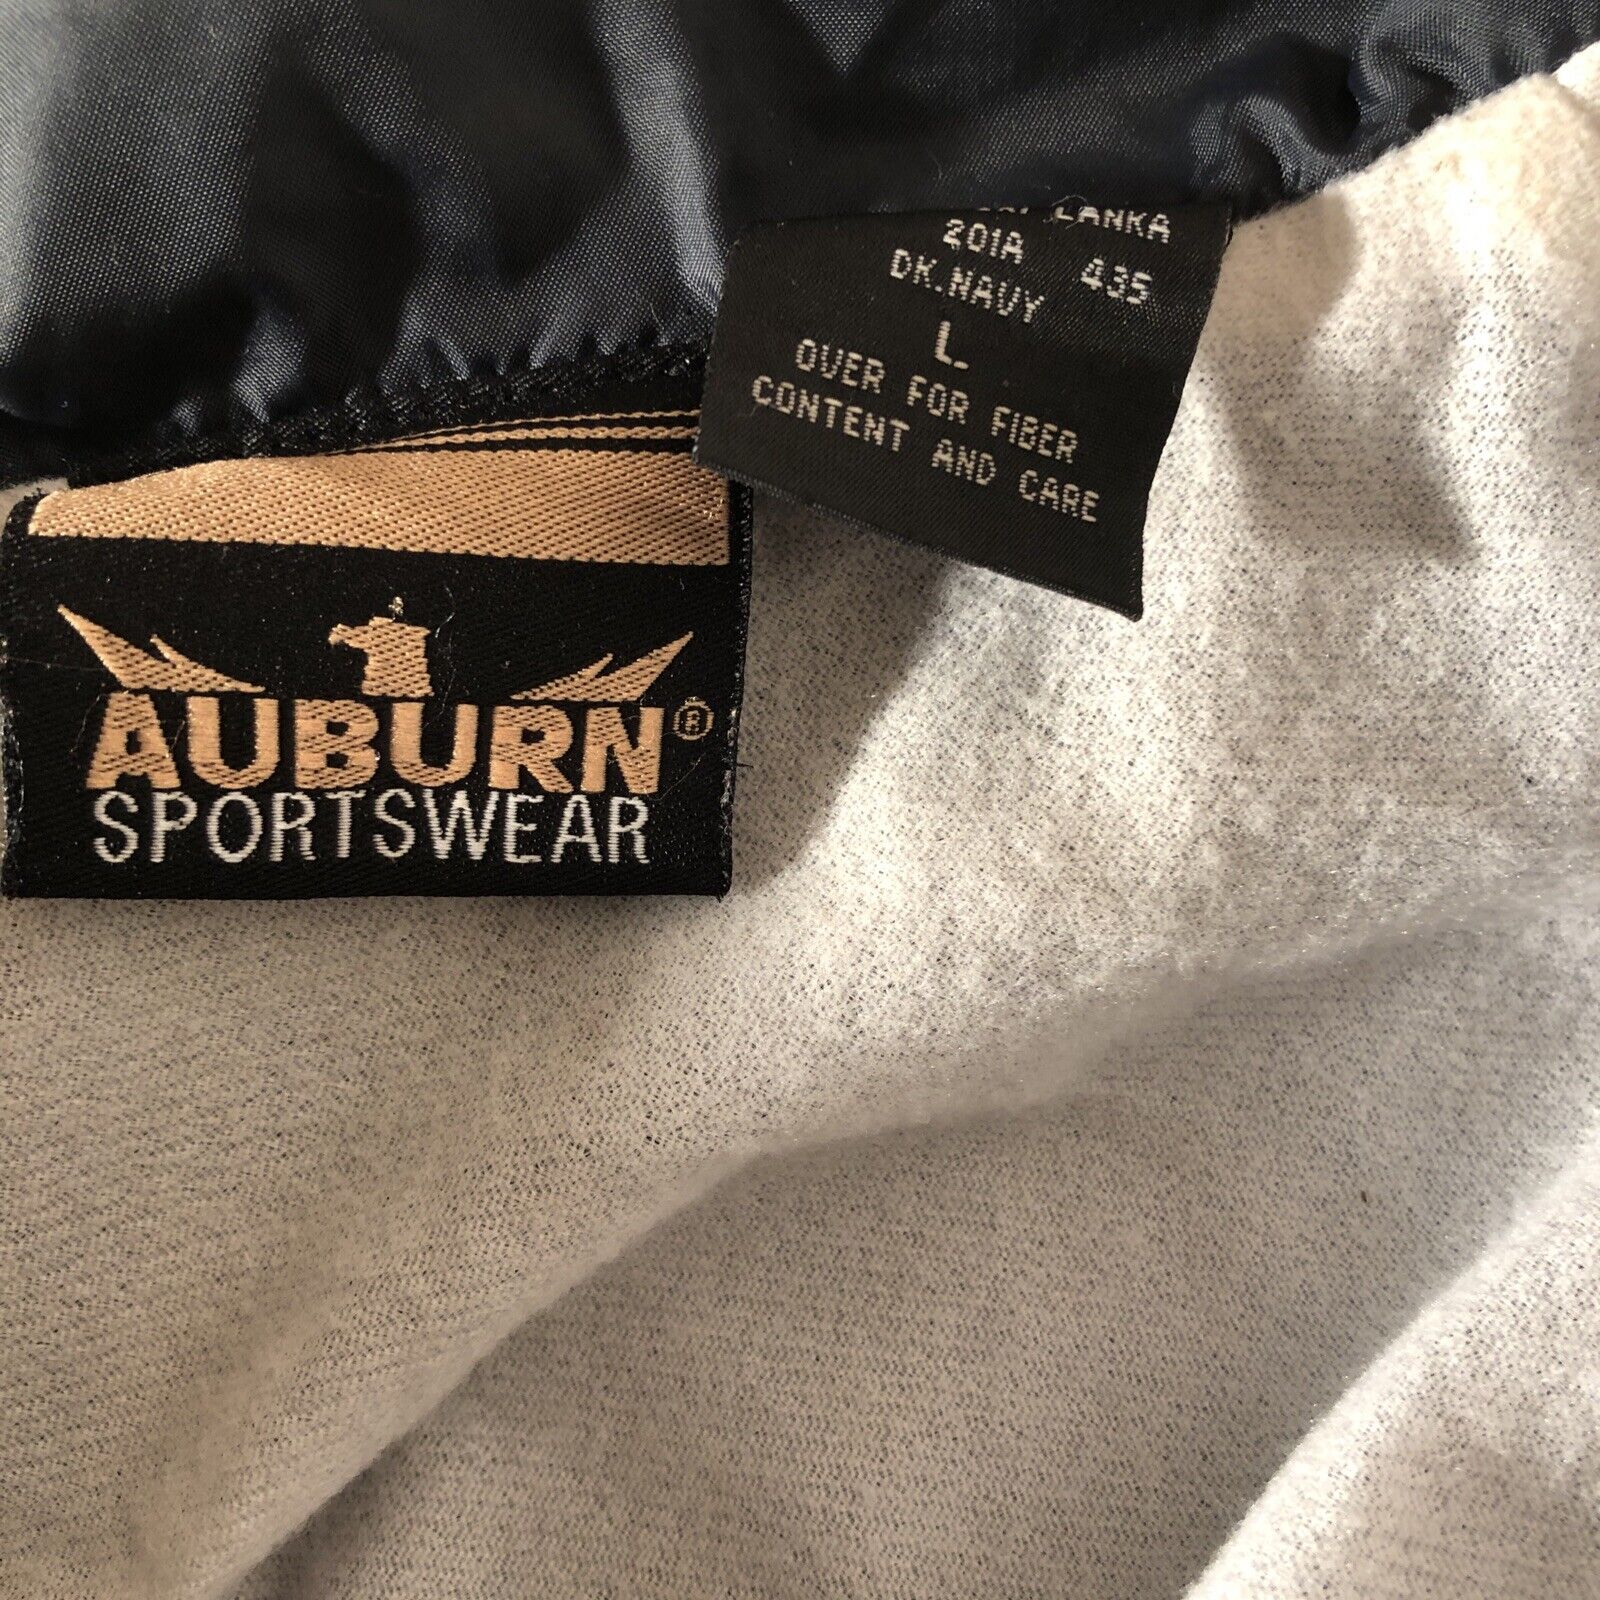 LANKA
201A 435
DK.NAVY
L
OVER FOR FIBER
CONTENT AND CARE
AUBURN®
SPORTSWEAR